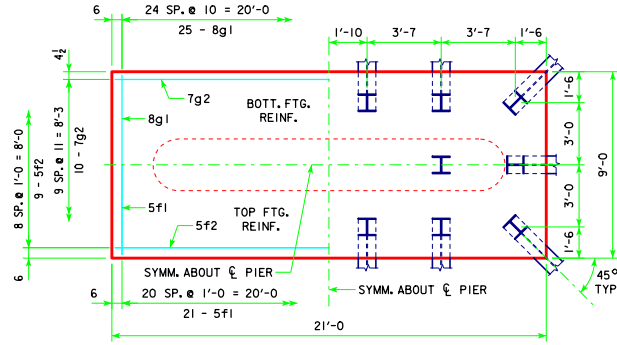 6
24 SP. @ 10 = 20'-0
25 - 8g1
1'-10
3'-7
3'-7
1'-6
4½
7g2
BOTT. FTG.
REINF.
8g1
1'-6
3'-0
9'-0
3'-0
1'-6
8 SP. @ 1'-0 = 8'-0
9 - 5f2
9 SP. @ 11 = 8'-3
10 - 7g2
5f1
TOP FTG.
REINF.
5f2
6
SYMM. ABOUT ℄ PIER
45°
TYP
6
20 SP. @ 1'-0 = 20'-0
21 - 5f1
SYMM. ABOUT ℄ PIER
21'-0